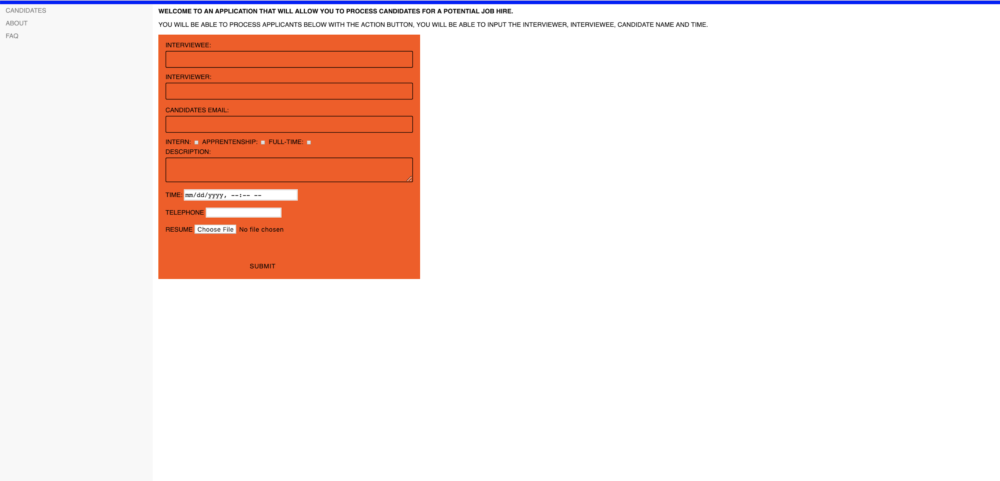 CANDIDATES
ABOUT
FAQ
WELCOME TO AN APPLICATION THAT WILL ALLOW YOU TO PROCESS CANDIDATES FOR A POTENTIAL JOB HIRE.
YOU WILL BE ABLE TO PROCESS APPLICANTS BELOW WITH THE ACTION BUTTON, YOU WILL BE ABLE TO INPUT THE INTERVIEWER, INTERVIEWEE, CANDIDATE NAME AND TIME.
INTERVIEWEE:
INTERVIEWER:
CANDIDATES EMAIL:
INTERN: APPRENTENSHIP: FULL-TIME:
DESCRIPTION:
TIME: mm/dd/yyyy, --:-- --
TELEPHONE
RESUME Choose File No file chosen
SUBMIT